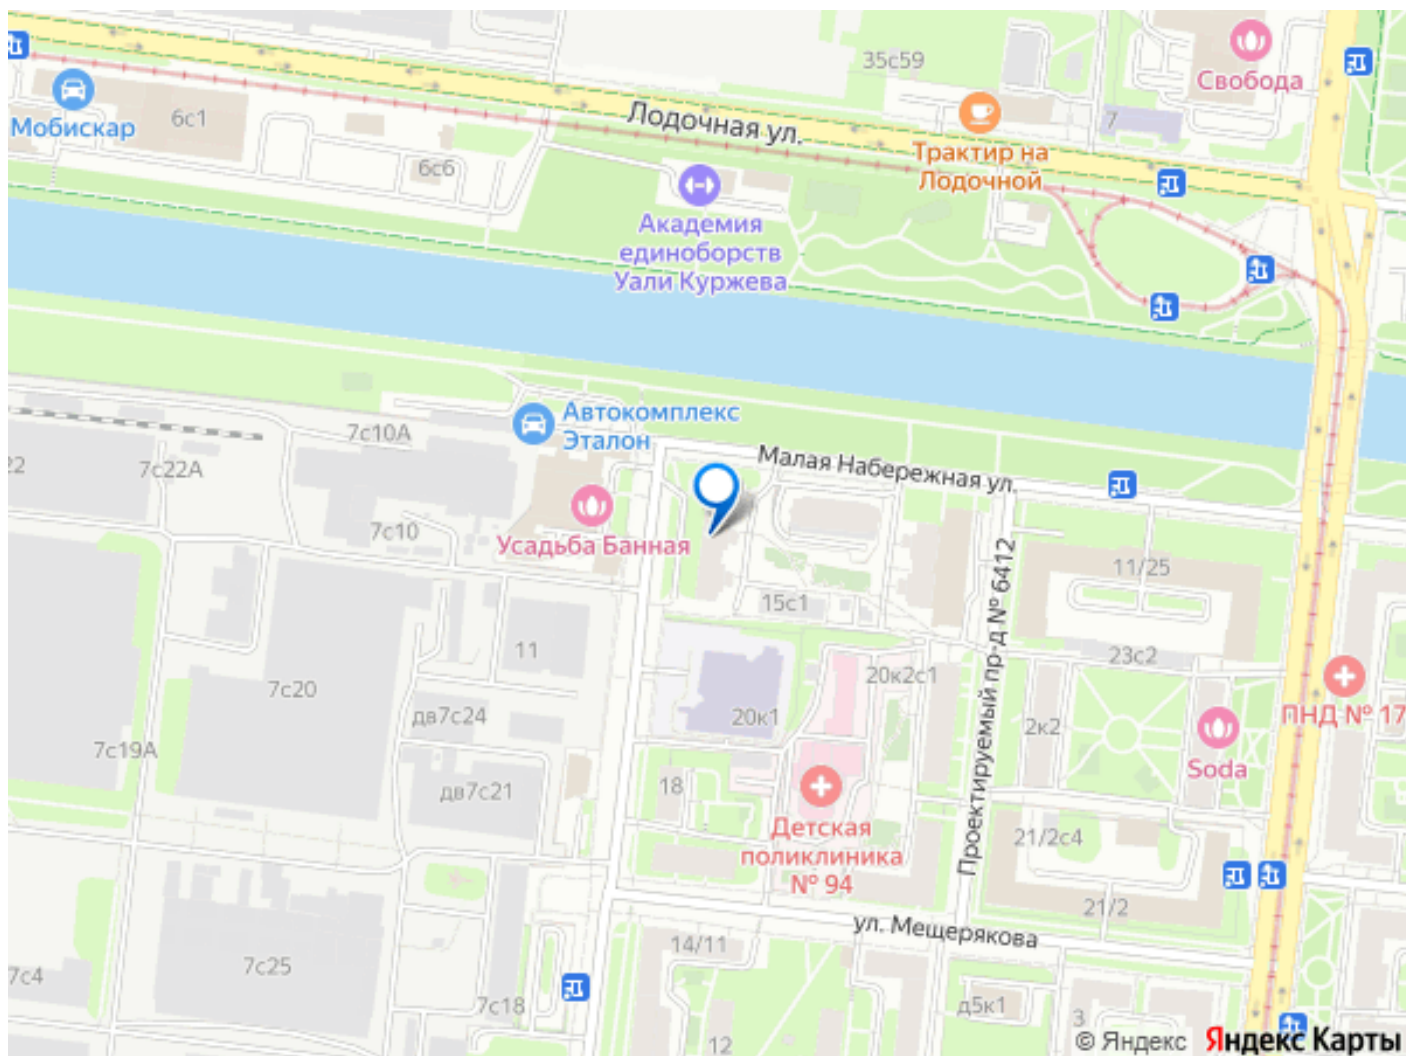 35с59
Свобода
Мобискар
6с1
Лодочная ул.
7
Трактир на
Лодочной
6с6
Академия
единоборств
Уали Куржева
Автокомплекс
Эталон
7с10А
22
7с22А
Малая Набережная ул.
7с10
Усадьба Банная
Проектируемый пр-д № 6412
11/25
15с1
11
23с2
20к2с1
7с20
дв7с24
20к1
2к2
ПНД № 17
7с19А
Soda
дв7с21
18
Детская
поликлиника
№ 94
21/2с4
21/2
ул. Мещерякова
14/11
7с25
7с4
7с18
д5к1
3
12
© Яндекс Яндекс Карты